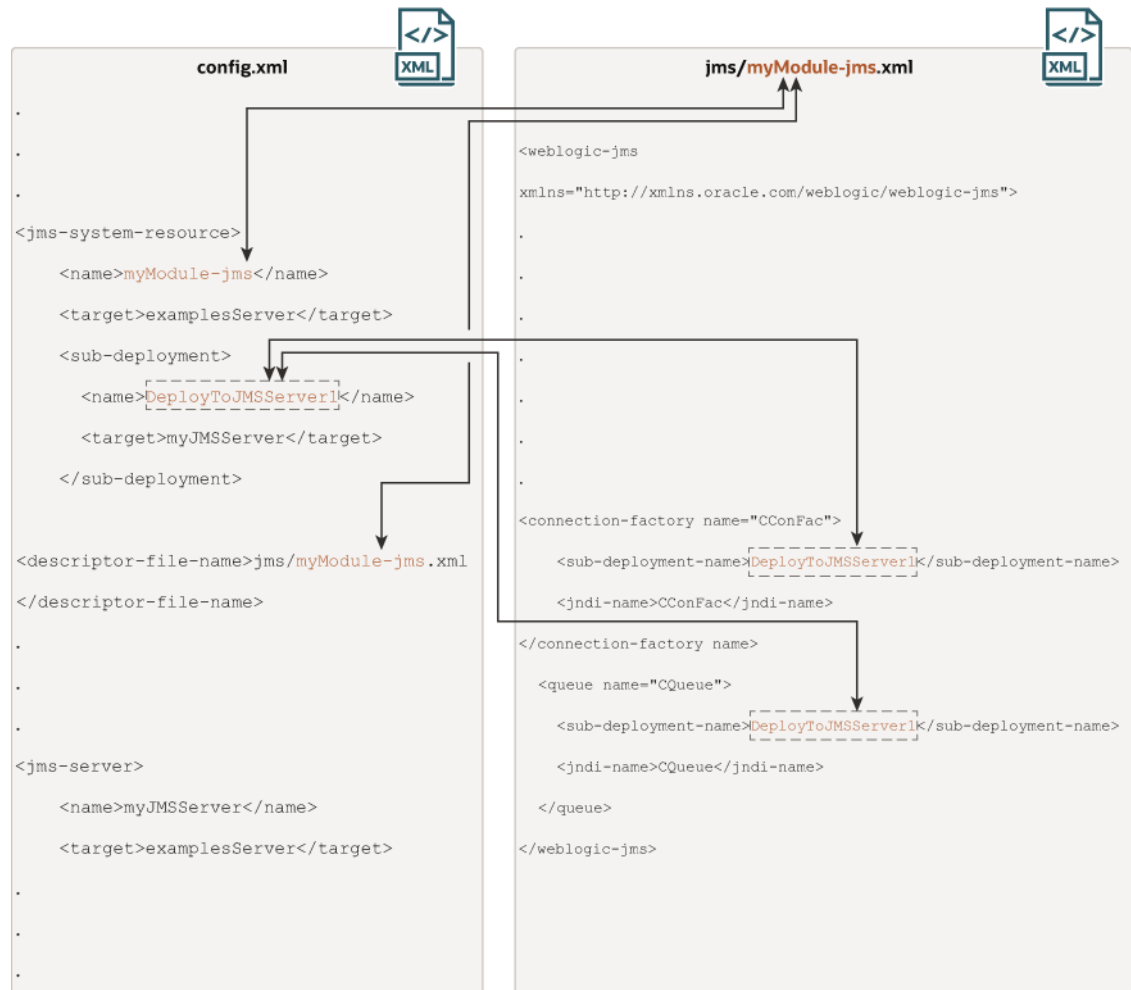 </>
XML
config.xml
.
.
.
<jms-system-resource>
<name>myModule-jms</name>
<target>examplesServer</target>
<sub-deployment>
<name>DeployToJMSServer1</name>
<target>myJMSServer</target>
</sub-deployment>
<descriptor-file-name>jms/myModule-jms.xml
</descriptor-file-name>
.
.
.
<jms-server>
<name>myJMSServer</name>
<target>examplesServer</target>
.
.
.
</>
XML
jms/myModule-jms.xml
<weblogic-jms
xmlns="http://xmlns.oracle.com/weblogic/weblogic-jms">
.
.
.
.
.
.
.
<connection-factory name="CConFac">
<sub-deployment-name>DeployToJMSServer1</sub-deployment-name>
<jndi-name>CConFac</jndi-name>
</connection-factory name>
<queue name="CQueue">
<sub-deployment-name>DeployToJMSServer1</sub-deployment-name>
<jndi-name>CQueue</jndi-name>
</queue>
</weblogic-jms>